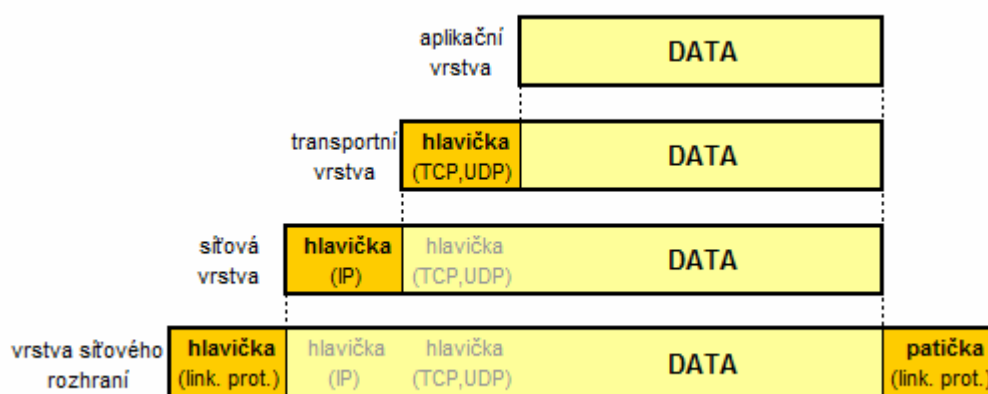 aplikační
vrstva
DATA
transportní
vrstva
hlavička
(TCP,UDP)
DATA
síťová
vrstva
hlavička
(IP)
hlavička
(TCP,UDP)
DATA
vrstva síťového
rozhraní
hlavička
(link. prot.)
hlavička
(IP)
hlavička
(TCP,UDP)
DATA
patička
(link. prot.)